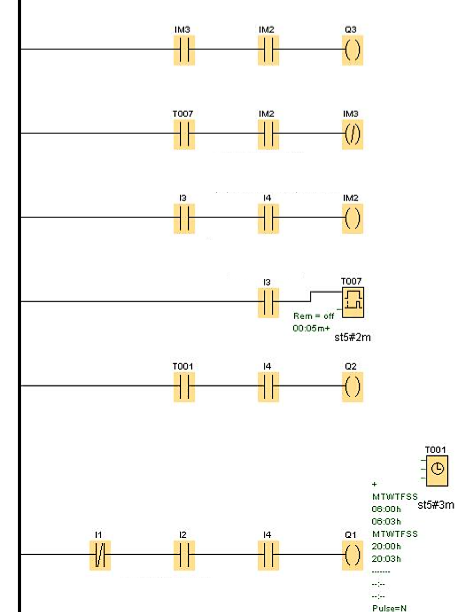 IM3 IM2 Q3
T007 IM2 IM3
I3 I4 IM2
I3 T007
Rem = off
00:05m+
st5#2m
T001 I4 Q2
T001
st5#3m
+
MTWTFSS
06:00h
06:03h
MTWTFSS
20:00h
20:03h
-------
--:--
--:--
Pulse=N
I1 I2 I4 Q1